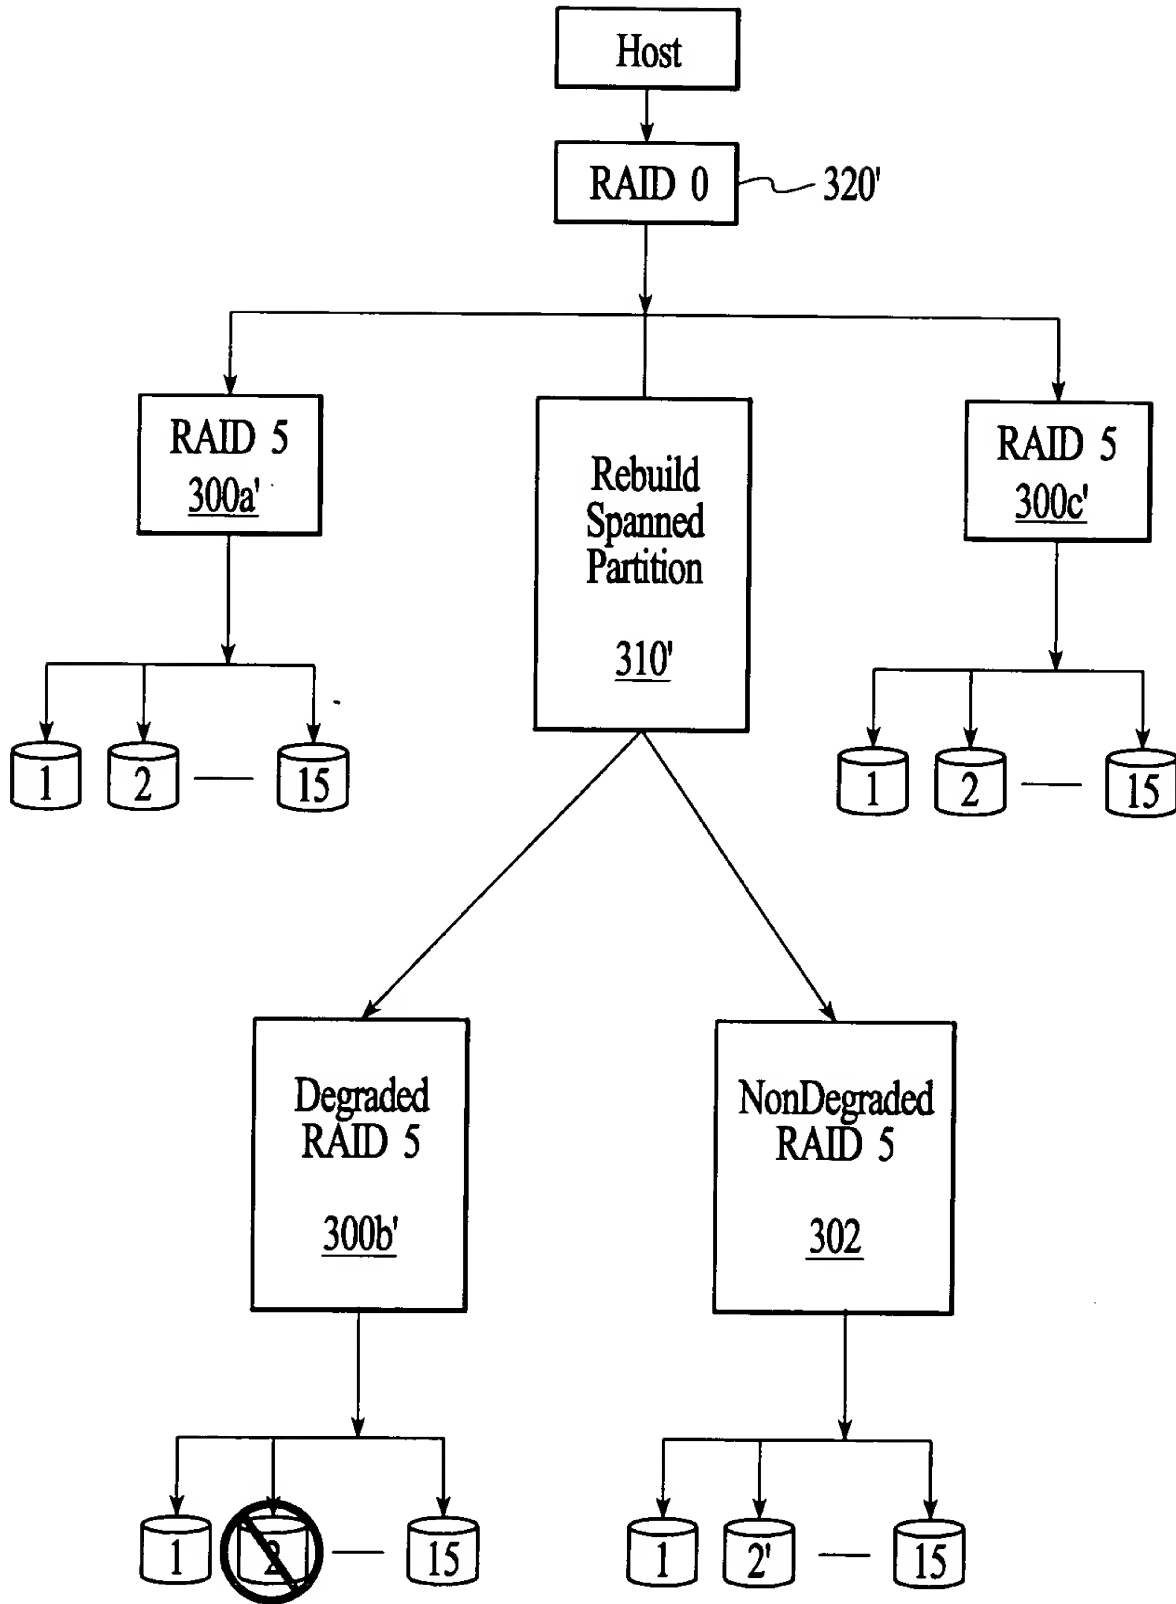 Host
RAID 0
320'
RAID 5
300a'
Rebuild
Spanned
Partition
310'
RAID 5
300c'
1
2
15
1
2
15
Degraded
RAID 5
300b'
NonDegraded
RAID 5
302
1
2
15
1
2'
15